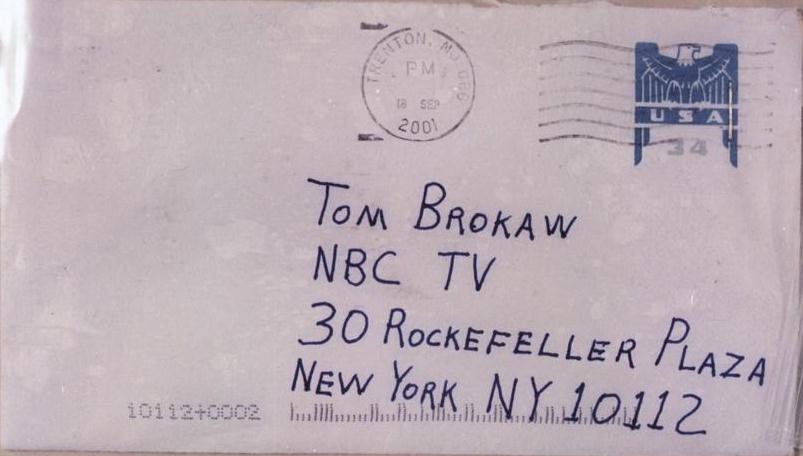 TRENTON, NJ 086
PM
18 SEP
2001
USA
34
TOM BROKAW
NBC TV
30 ROCKEFELLER PLAZA
NEW YORK NY 10112
10112+0002